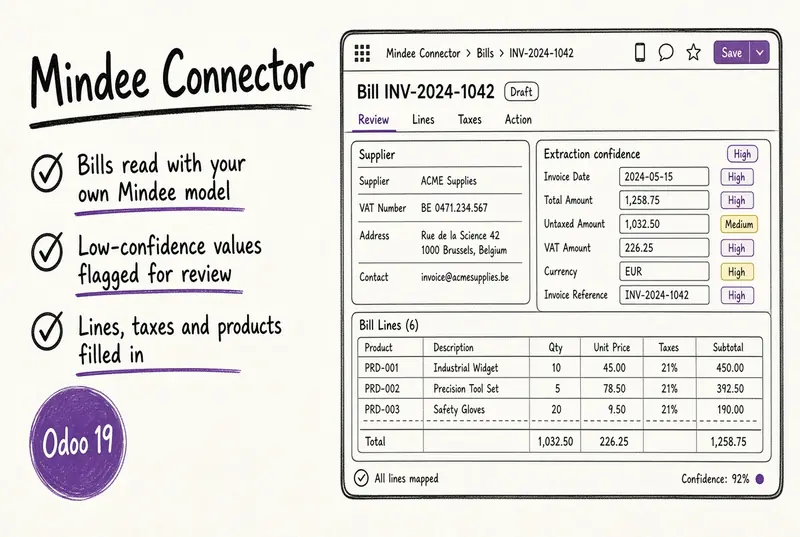 Mindee Connector
Bills read with your
own Mindee model
Low-confidence values
flagged for review
Lines, taxes and products
filled in
Odoo 19
Mindee Connector > Bills > INV-2024-1042
Save
Bill INV-2024-1042 Draft
Review Lines Taxes Action
Supplier
Supplier ACME Supplies
VAT Number BE 0471.234.567
Address Rue de la Science 42
1000 Brussels, Belgium
Contact invoice@acmesupplies.be
Extraction confidence High
Invoice Date 2024-05-15 High
Total Amount 1,258.75 High
Untaxed Amount 1,032.50 Medium
VAT Amount 226.25 High
Currency EUR High
Invoice Reference INV-2024-1042 High
Bill Lines (6)
Product Description Qty Unit Price Taxes Subtotal
PRD-001 Industrial Widget 10 45.00 21% 450.00
PRD-002 Precision Tool Set 5 78.50 21% 392.50
PRD-003 Safety Gloves 20 9.50 21% 190.00
Total 1,032.50 226.25 1,258.75
All lines mapped
Confidence: 92%